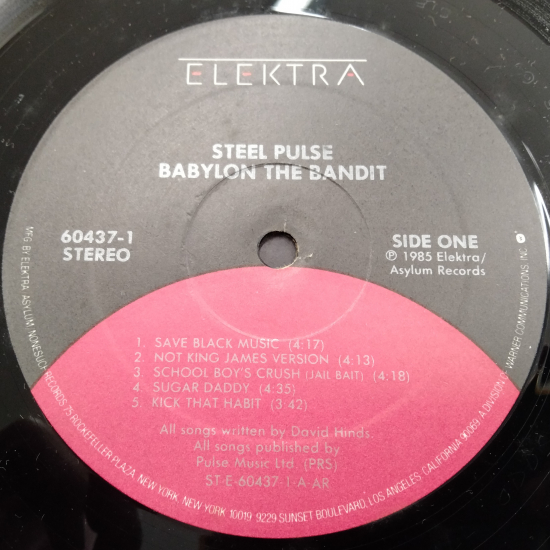 ELEKTRA
STEEL PULSE
BABYLON THE BANDIT
60437-1
STEREO
SIDE ONE
℗ 1985 Elektra/
Asylum Records
1. SAVE BLACK MUSIC (4:17)
2. NOT KING JAMES VERSION (4:13)
3. SCHOOL BOY'S CRUSH (JAIL BAIT) (4:18)
4. SUGAR DADDY (4:35)
5. KICK THAT HABIT (3:42)
All songs written by David Hinds.
All songs published by
Pulse Music Ltd. (PRS)
ST-E-60437-1-A-AR
MFG. BY ELEKTRA/ASYLUM/NONESUCH RECORDS 75 ROCKEFELLER PLAZA, NEW YORK, NEW YORK 10019 9229 SUNSET BOULEVARD, LOS ANGELES, CALIFORNIA 90069. A DIVISION OF WARNER COMMUNICATIONS, INC.